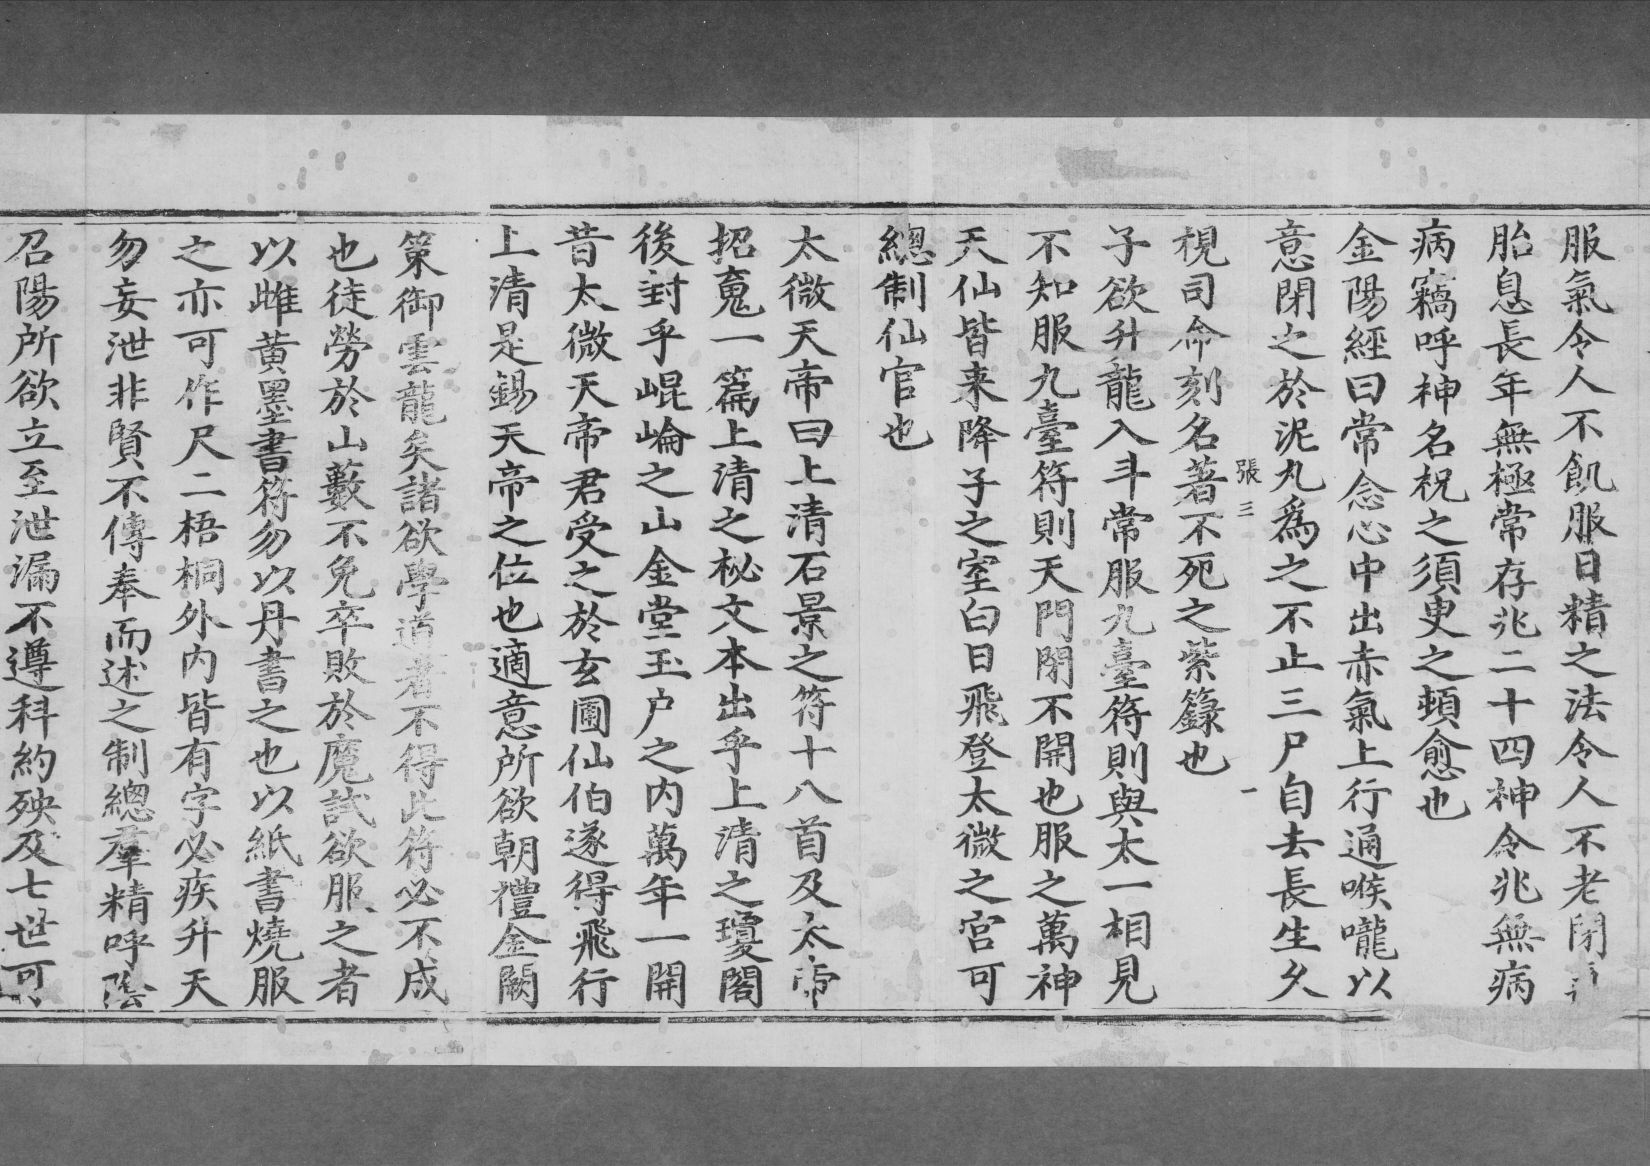 服氣令人不飢服日精之法令人不老閉
胎息長年無極常存兆二十四神令兆無病
病竊呼神名柷之須更之頓愈也
金陽經曰常念心中出赤氣上行通喉嚨以
意閉之於泥丸爲之不止三尸自去長生久
張三
一
視司命刻名著不死之紫籙也
子欲升龍入斗常服九臺符則與太一相見
不知服九臺符則天門閉不開也服之萬神
天仙皆来降子之室白日飛登太微之宫可
總制仙官也
太微天帝曰上清石景之符十八首及太帝
招䰟一篇上清之秘文本出乎上清之瓊閣
後封乎崐崘之山金堂玉户之内萬年一開
昔太微天帝君受之於玄圃仙伯遂得飛行
上清是錫天帝之位也適意所欲朝禮金闕
策御雲龍矣諸欲學道者不得此符必不成
也徒勞於山藪不免卒敗於魔試欲服之者
以雌黄墨書符勿以丹書之也以紙書燒服
之亦可作尺二梧桐外内皆有字必疾升天
勿妄泄非賢不傳奉而述之制總羣精呼陰
召陽所欲立至泄漏不遵科約殃及七世可